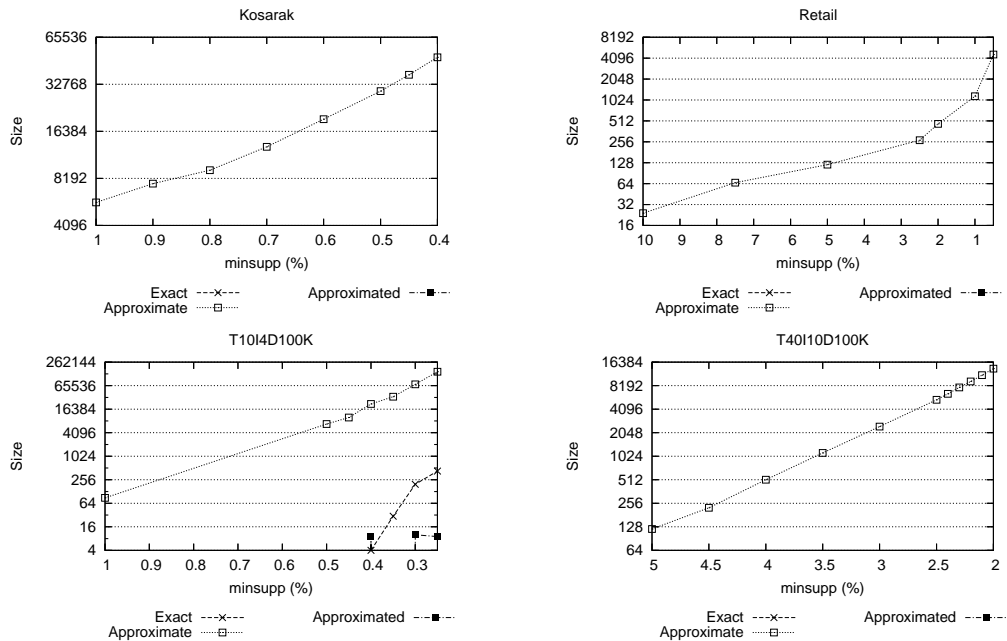 Kosarak
65536
32768
16384
8192
4096
Size
1 0.9 0.8 0.7 0.6 0.5 0.4
minsupp (%)
Exact
Approximate
Approximated
Retail
8192
4096
2048
1024
512
256
128
64
32
16
Size
10 9 8 7 6 5 4 3 2 1
minsupp (%)
Exact
Approximate
Approximated
T10I4D100K
262144
65536
16384
4096
1024
256
64
16
4
Size
1 0.9 0.8 0.7 0.6 0.5 0.4 0.3
minsupp (%)
Exact
Approximate
Approximated
T40I10D100K
16384
8192
4096
2048
1024
512
256
128
64
Size
5 4.5 4 3.5 3 2.5 2
minsupp (%)
Exact
Approximate
Approximated